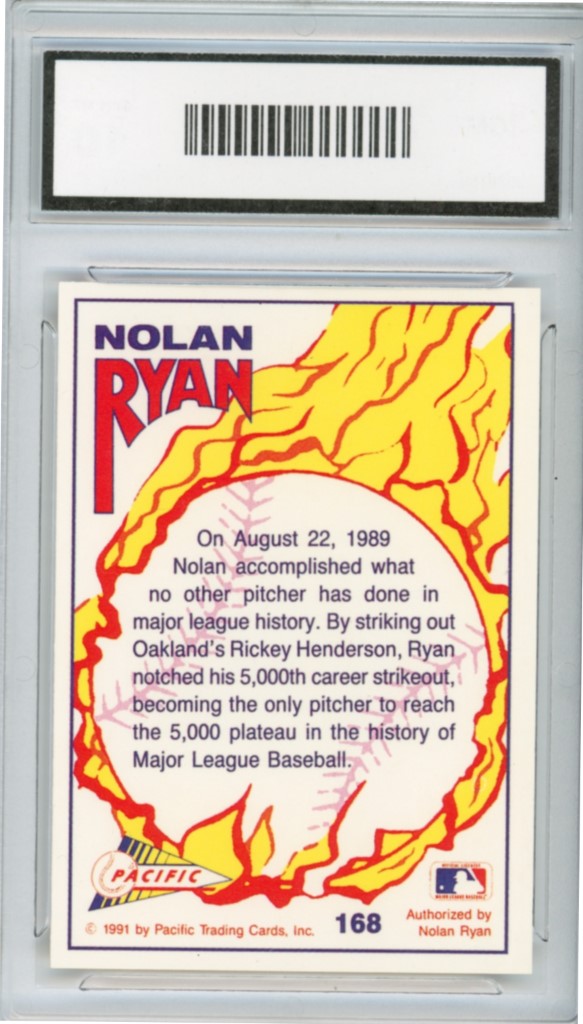 NOLAN
RYAN
On August 22, 1989
Nolan accomplished what
no other pitcher has done in
major league history. By striking out
Oakland's Rickey Henderson, Ryan
notched his 5,000th career strikeout,
becoming the only pitcher to reach
the 5,000 plateau in the history of
Major League Baseball.
PACIFIC
© 1991 by Pacific Trading Cards, Inc.
168
Authorized by
Nolan Ryan